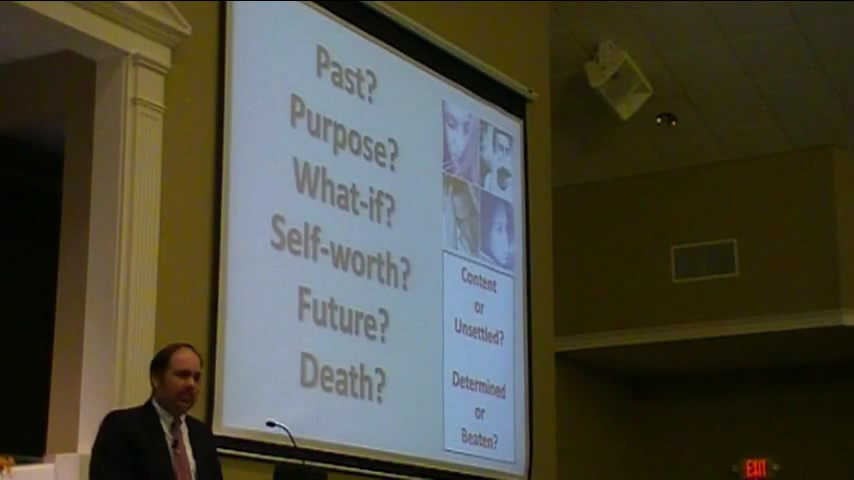 Past?
Purpose?
What-if?
Self-worth?
Future?
Death?
Content
or
Unsettled?
Determined
or
Beaten?
EXIT